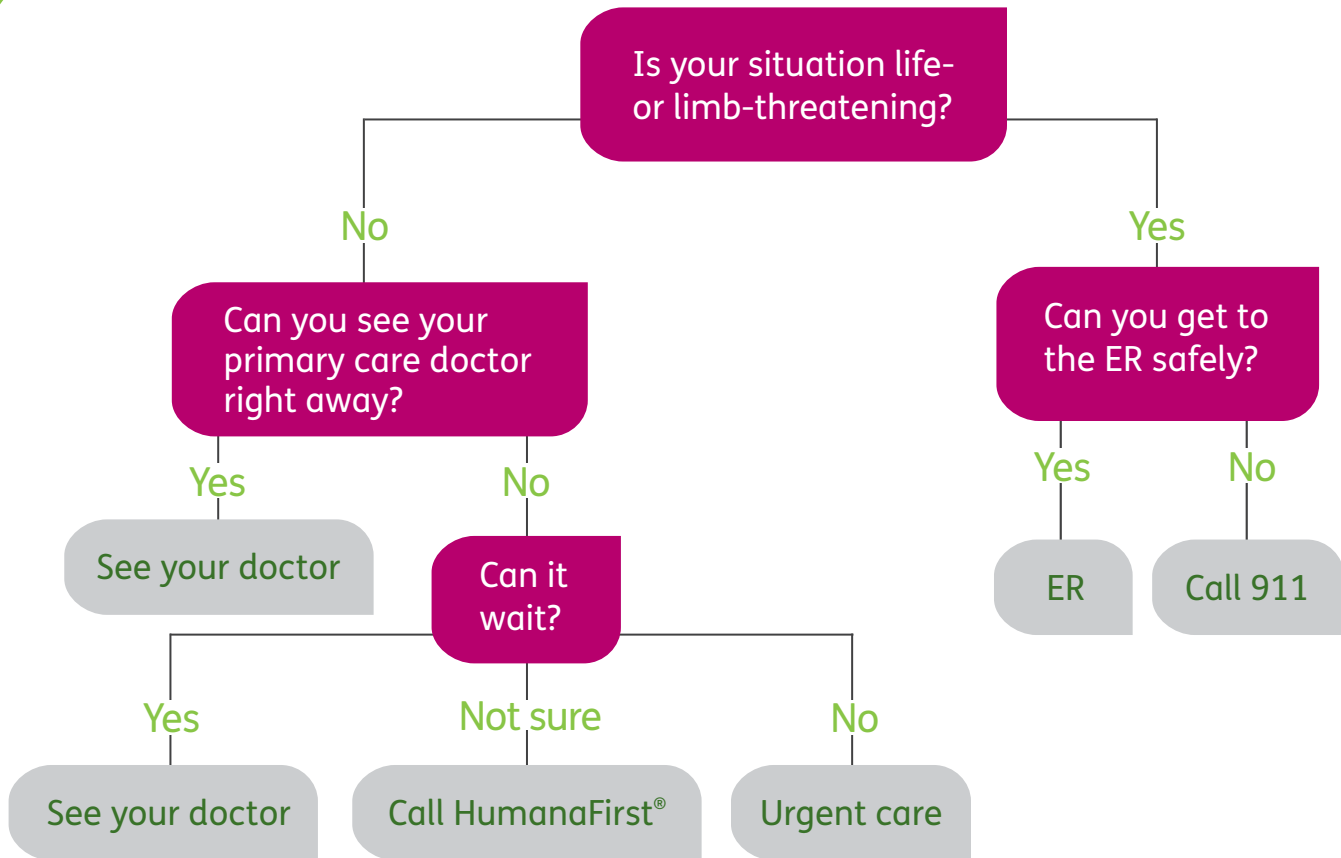 Is your situation life-
or limb-threatening?
No
Yes
Can you see your
primary care doctor
right away?
Can you get to
the ER safely?
Yes
No
Yes
No
See your doctor
Can it
wait?
ER
Call 911
Yes
Not sure
No
See your doctor
Call HumanaFirst®
Urgent care